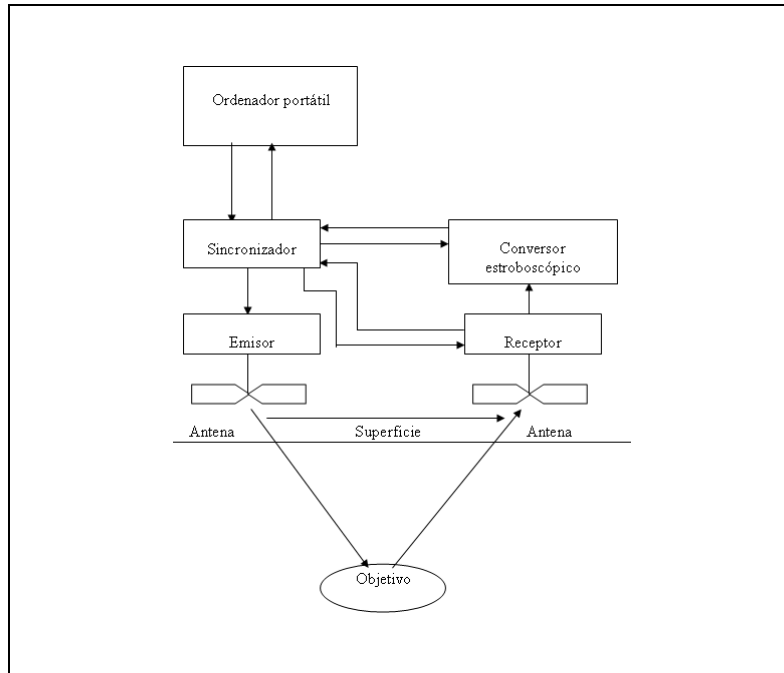 Ordenador portátil
Sincronizador
Conversor
estroboscópico
Emisor
Receptor
Antena
Superficie
Antena
Objetivo